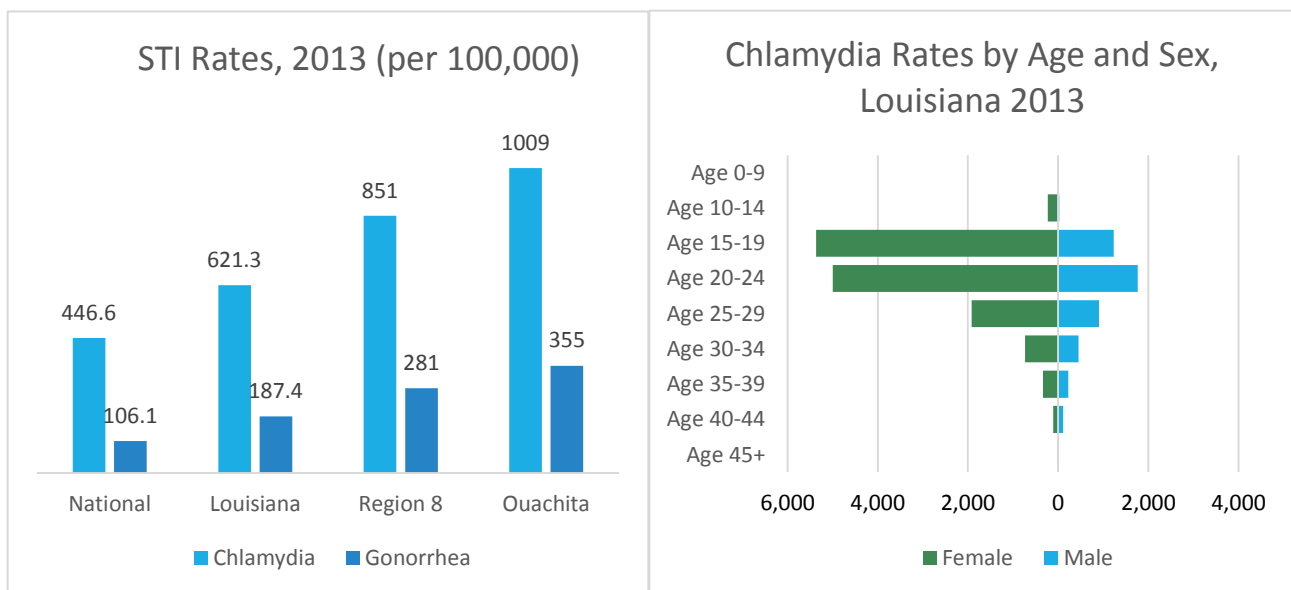 STI Rates, 2013 (per 100,000)
1009
851
621.3
446.6
355
281
187.4
106.1
National Louisiana Region 8 Ouachita
Chlamydia Gonorrhea
Chlamydia Rates by Age and Sex,
Louisiana 2013
Age 0-9
Age 10-14
Age 15-19
Age 20-24
Age 25-29
Age 30-34
Age 35-39
Age 40-44
Age 45+
6,000 4,000 2,000 0 2,000 4,000
Female Male